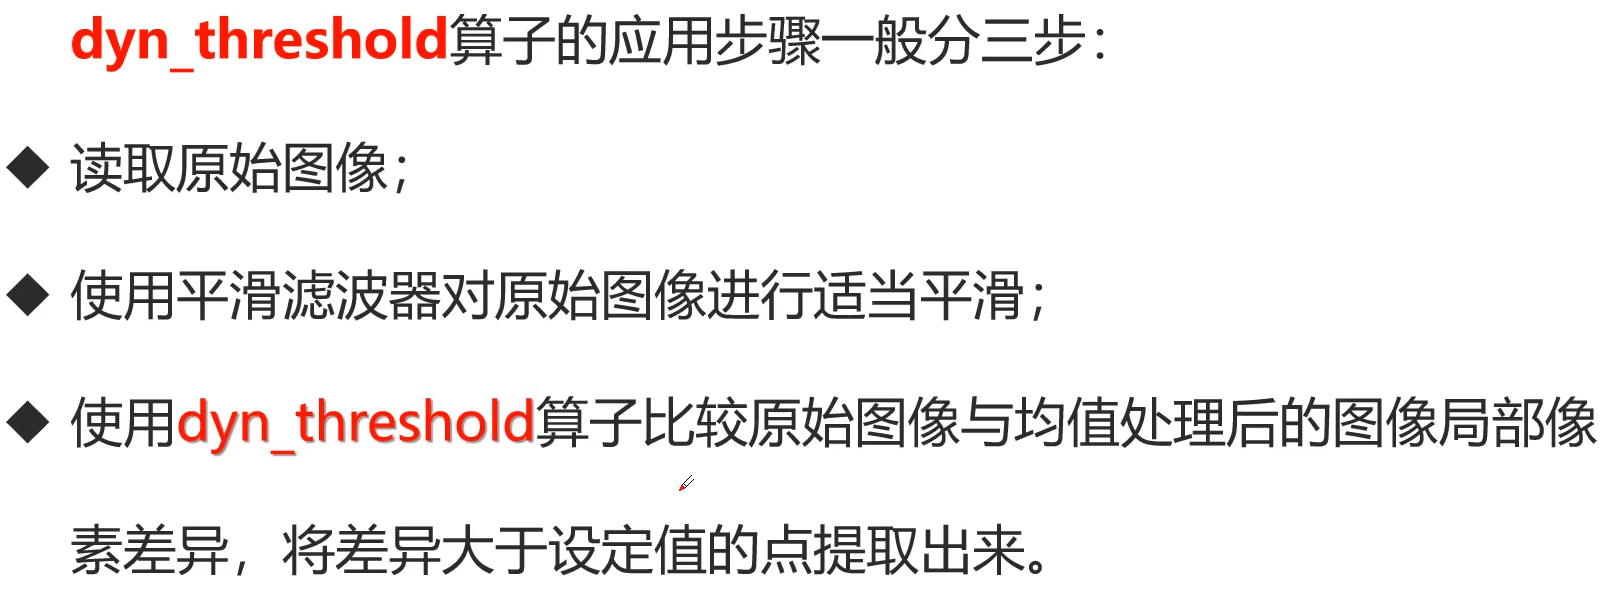 dyn_threshold算子的应用步骤一般分三步：
◆ 读取原始图像；
◆ 使用平滑滤波器对原始图像进行适当平滑；
◆ 使用dyn_threshold算子比较原始图像与均值处理后的图像局部像
素差异，将差异大于设定值的点提取出来。